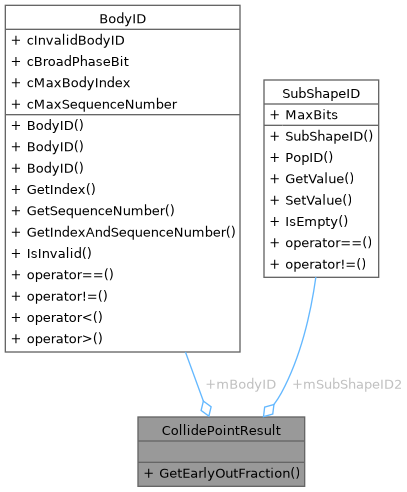 BodyID
+ cInvalidBodyID
+ cBroadPhaseBit
+ cMaxBodyIndex
+ cMaxSequenceNumber
+ BodyID()
+ BodyID()
+ BodyID()
+ GetIndex()
+ GetSequenceNumber()
+ GetIndexAndSequenceNumber()
+ IsInvalid()
+ operator==()
+ operator!=()
+ operator<()
+ operator>()
SubShapeID
+ MaxBits
+ SubShapeID()
+ PopID()
+ GetValue()
+ SetValue()
+ IsEmpty()
+ operator==()
+ operator!=()
+mBodyID
+mSubShapeID2
CollidePointResult
+ GetEarlyOutFraction()